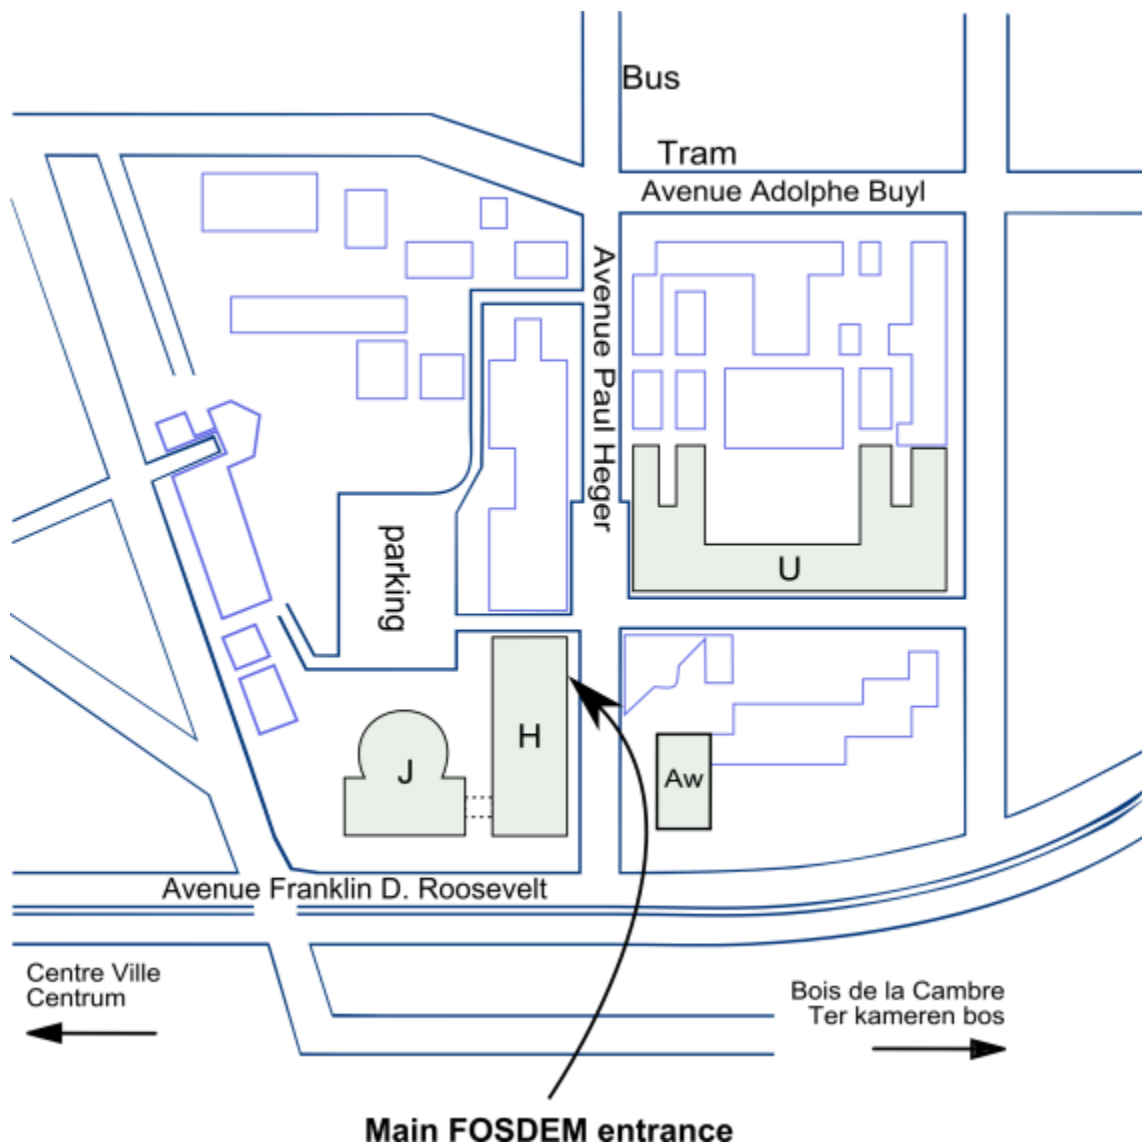 Bus
Tram
Avenue Adolphe Buyl
Avenue Paul Heger
parking
U
H
J
Aw
Avenue Franklin D. Roosevelt
Centre Ville
Centrum
Bois de la Cambre
Ter kameren bos
Main FOSDEM entrance